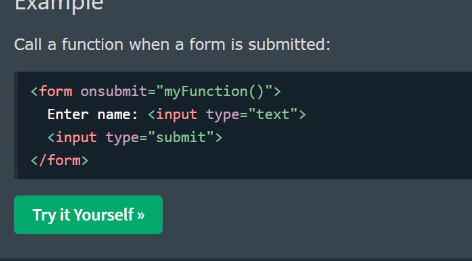 Example
Call a function when a form is submitted:
<form onsubmit="myFunction()">
Enter name: <input type="text">
<input type="submit">
</form>
Try it Yourself »